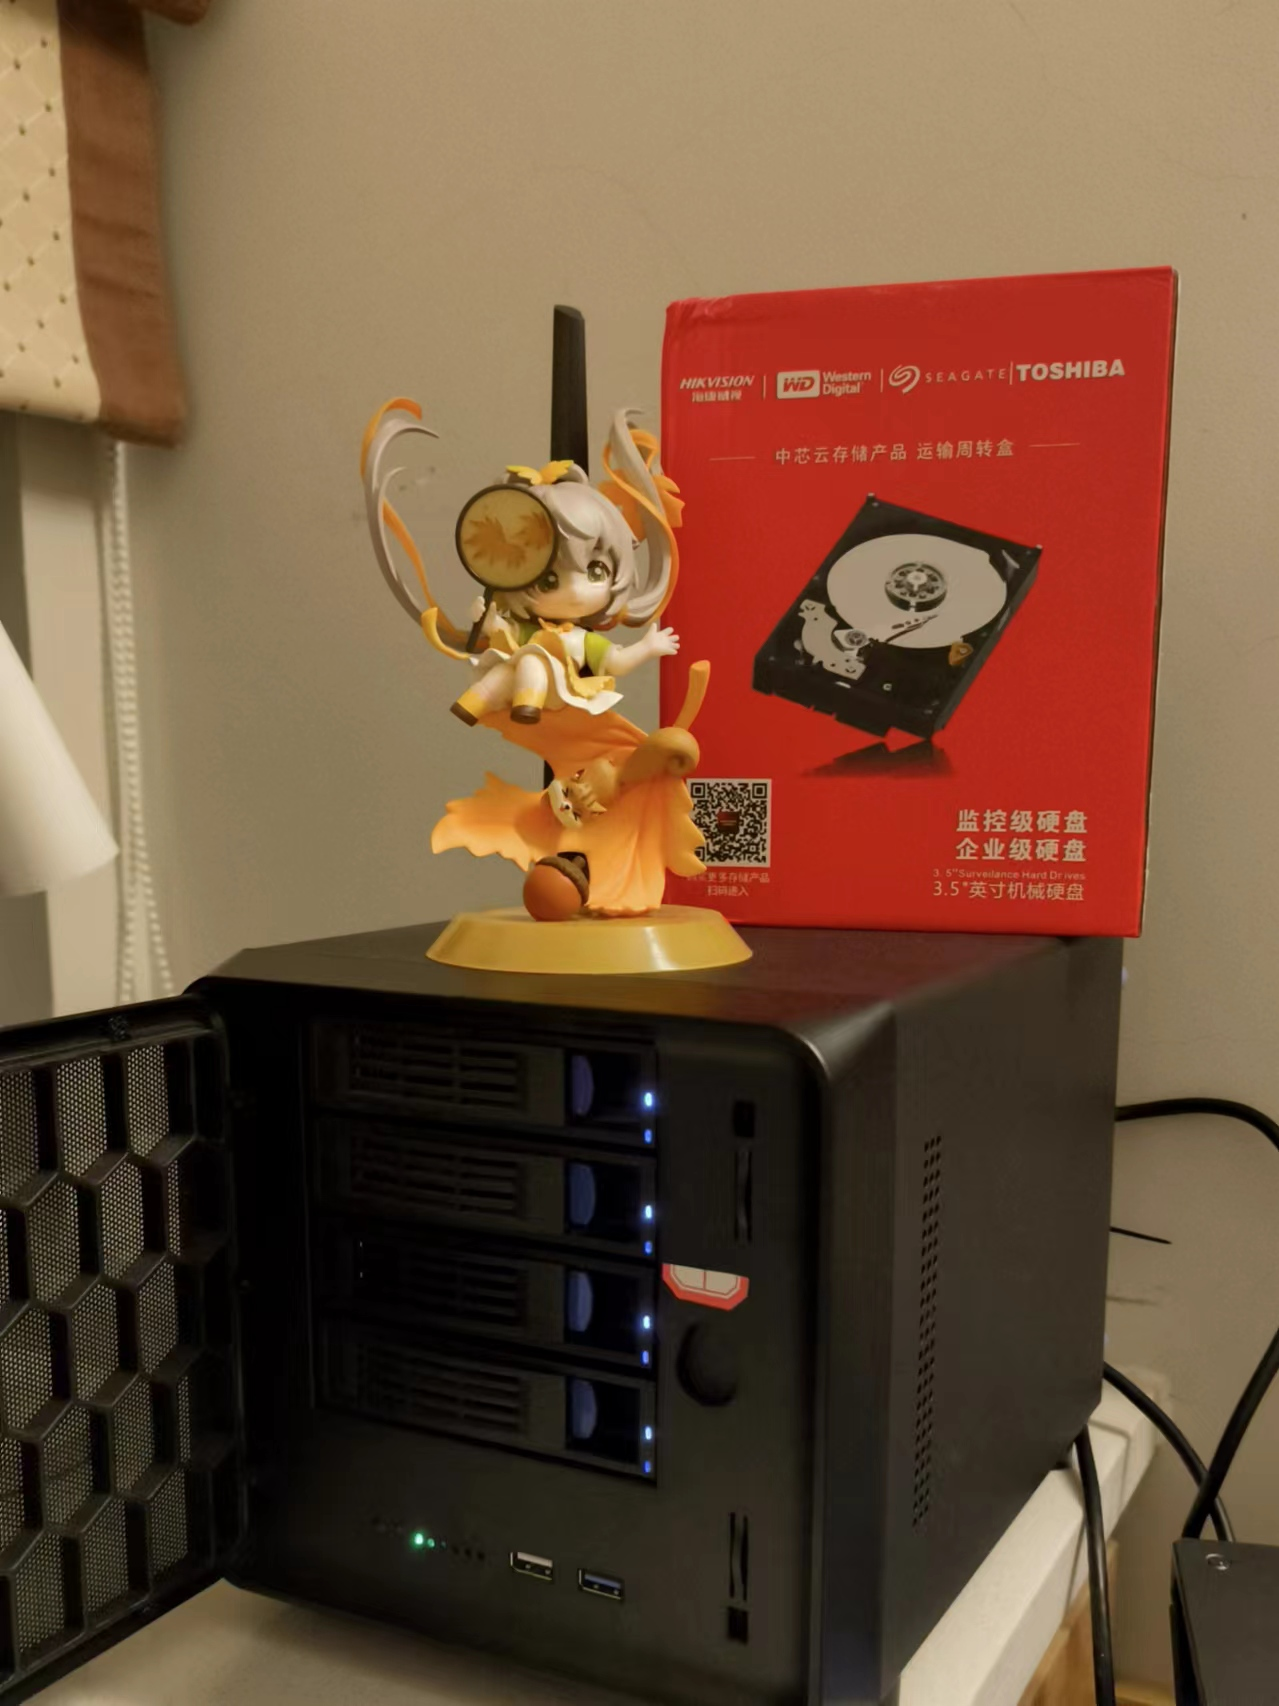 HIKVISION
海康威视
WD Western Digital
SEAGATE
TOSHIBA
中芯云存储产品 运输周转盒
更多存储产品
扫码进入
监控级硬盘
企业级硬盘
3.5"Surveilance Hard Drives
3.5"英寸机械硬盘